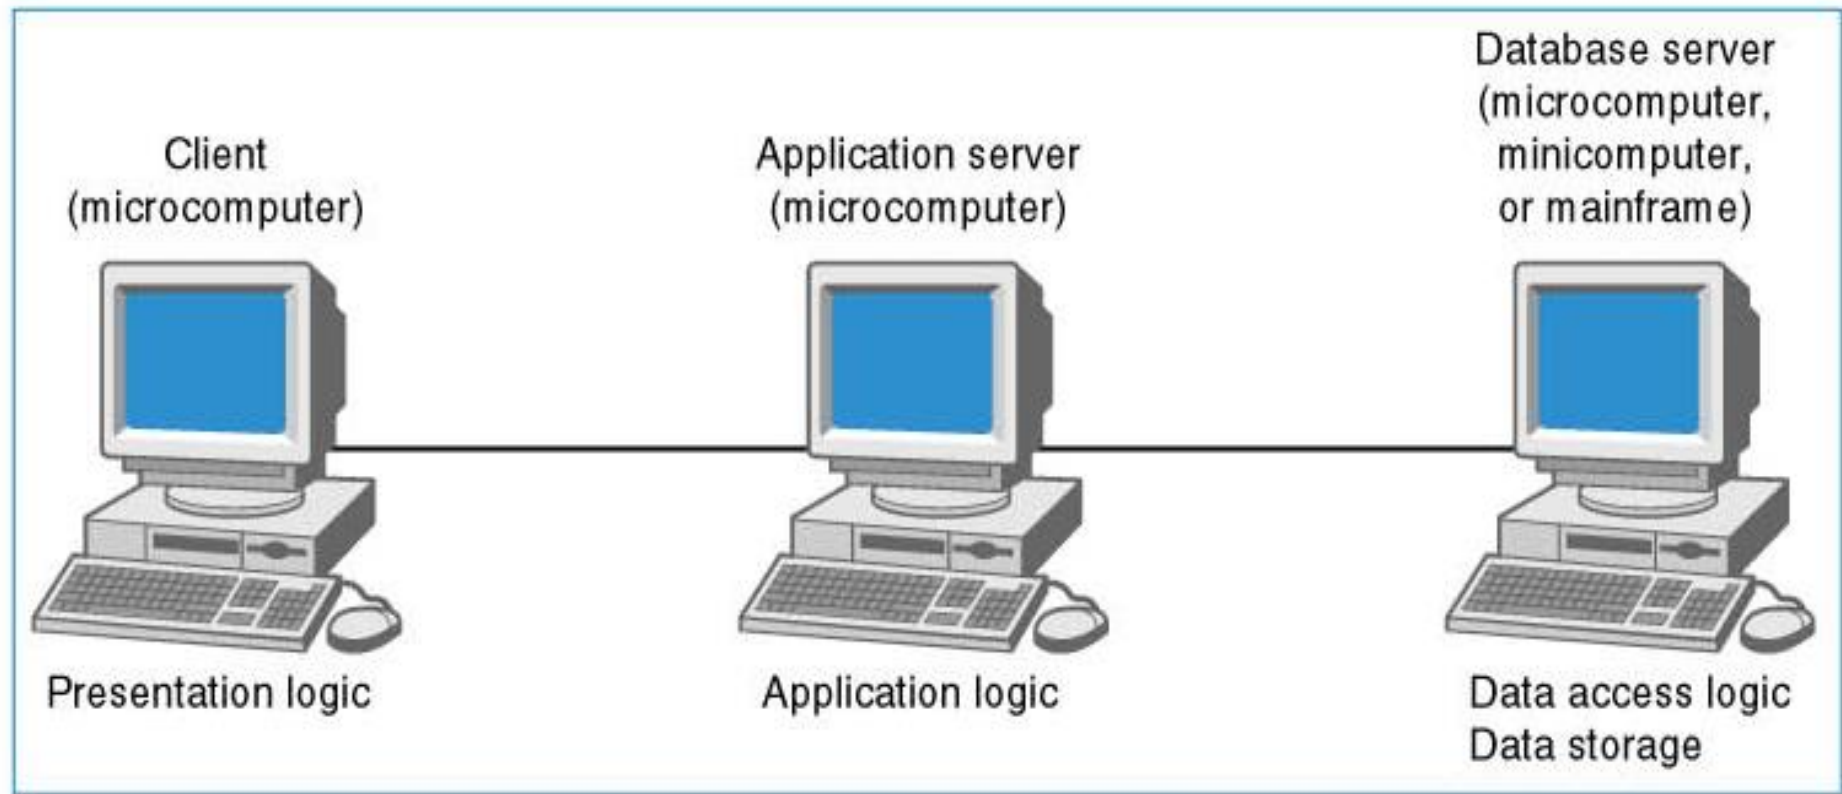 Client
(microcomputer)
Presentation logic
Application server
(microcomputer)
Application logic
Database server
(microcomputer,
minicomputer,
or mainframe)
Data access logic
Data storage